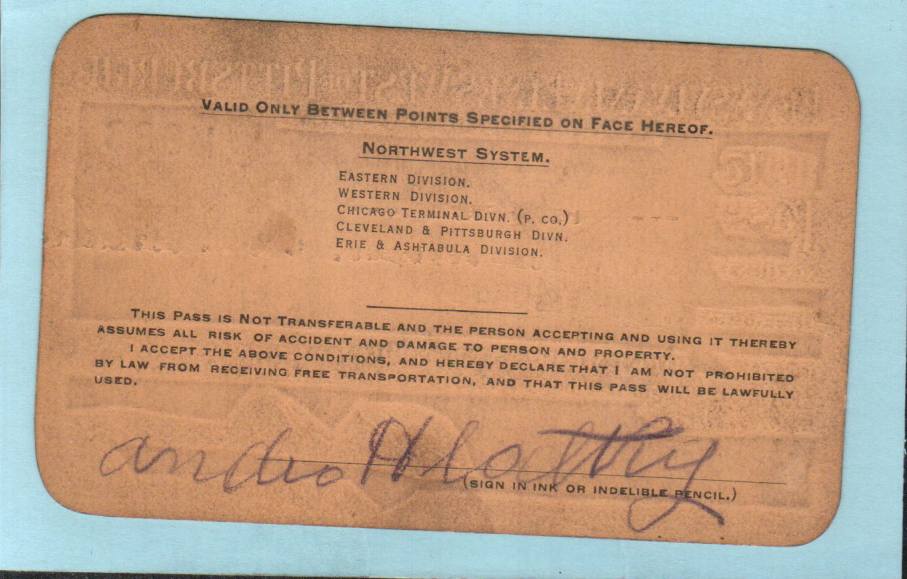 VALID ONLY BETWEEN POINTS SPECIFIED ON FACE HEREOF.
NORTHWEST SYSTEM.
EASTERN DIVISION.
WESTERN DIVISION.
CHICAGO TERMINAL DIVN. (P. CO.)
CLEVELAND & PITTSBURGH DIVN.
ERIE & ASHTABULA DIVISION.
THIS PASS IS NOT TRANSFERABLE AND THE PERSON ACCEPTING AND USING IT THEREBY
ASSUMES ALL RISK OF ACCIDENT AND DAMAGE TO PERSON AND PROPERTY.
I ACCEPT THE ABOVE CONDITIONS, AND HEREBY DECLARE THAT I AM NOT PROHIBITED
BY LAW FROM RECEIVING FREE TRANSPORTATION, AND THAT THIS PASS WILL BE LAWFULLY
USED.
(SIGN IN INK OR INDELIBLE PENCIL.)